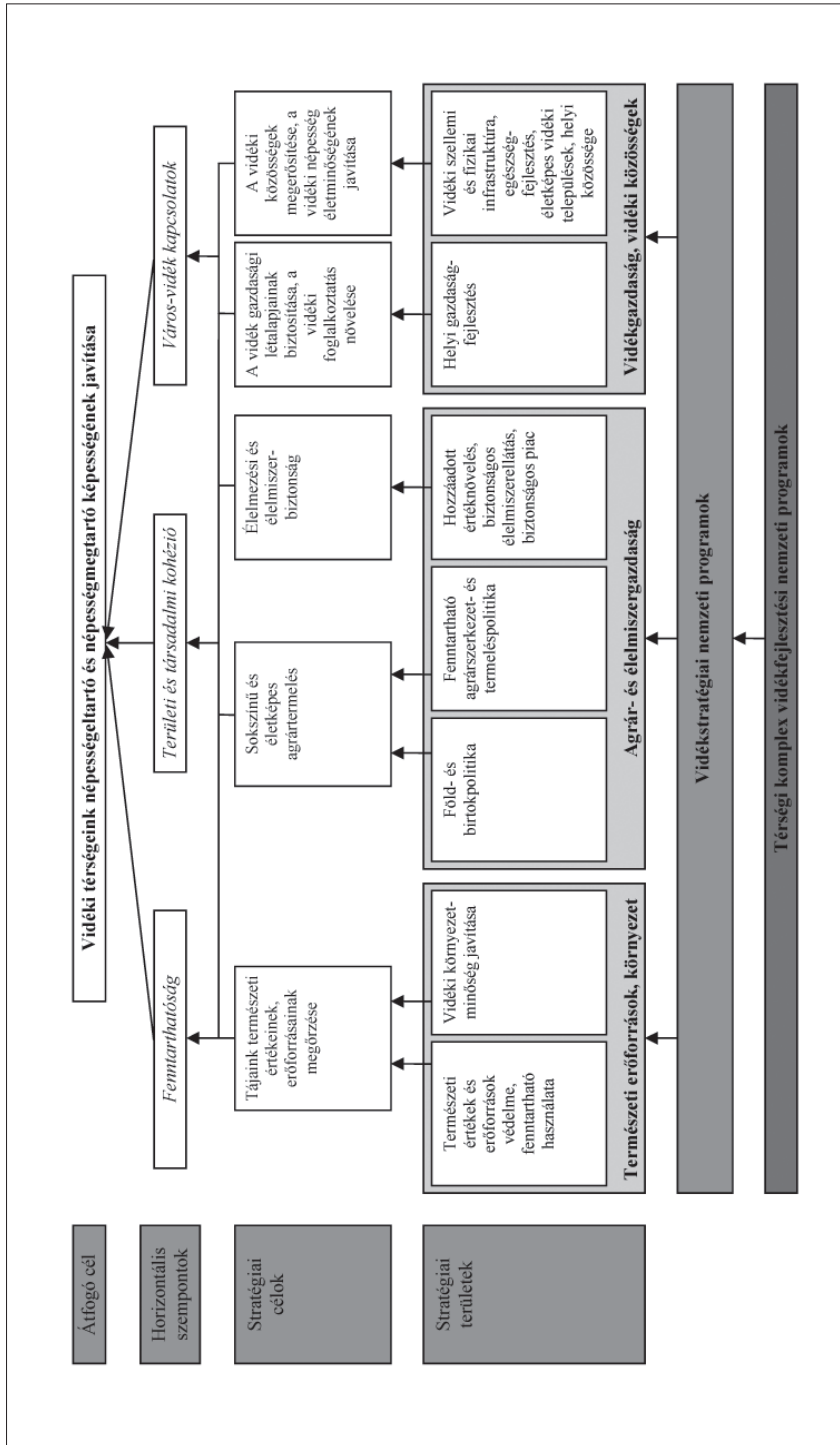 Átfogó cél
Vidéki térségeink népességeltartó és népességmegtartó képességének javítása
Horizontális
szempontok
Fenntarthatóság
Területi és társadalmi kohézió
Város-vidék kapcsolatok
Stratégiai
célok
Tájaink természeti
értékeinek,
erőforrásainak
megőrzése
Sokszínű és
életképes
agrártermelés
Élelmezési és
élelmiszer-
biztonság
A vidék gazdasági
létalapjainak
biztosítása, a
vidéki
foglalkoztatás
növelése
A vidéki
közösségek
megerősítése, a
vidéki népesség
életminőségének
javítása
Stratégiai
területek
Természeti
értékek és
erőforrások
védelme,
fenntartható
használata
Vidéki környezet-
minőség javítása
Természeti erőforrások, környezet
Föld- és
birtokpolitika
Fenntartható
agrárszerkezet- és
termeléspolitika
Hozzáadott
értéknövelés,
biztonságos
élelmiszerellátás,
biztonságos piac
Agrár- és élelmiszergazdaság
Helyi gazdaság-
fejlesztés
Vidéki szellemi
és fizikai
infrastruktúra,
egészség-
fejlesztés,
életképes vidéki
települések, helyi
közössége
Vidékgazdaság, vidéki közösségek
Vidékstratégiai nemzeti programok
Térségi komplex vidékfejlesztési nemzeti programok